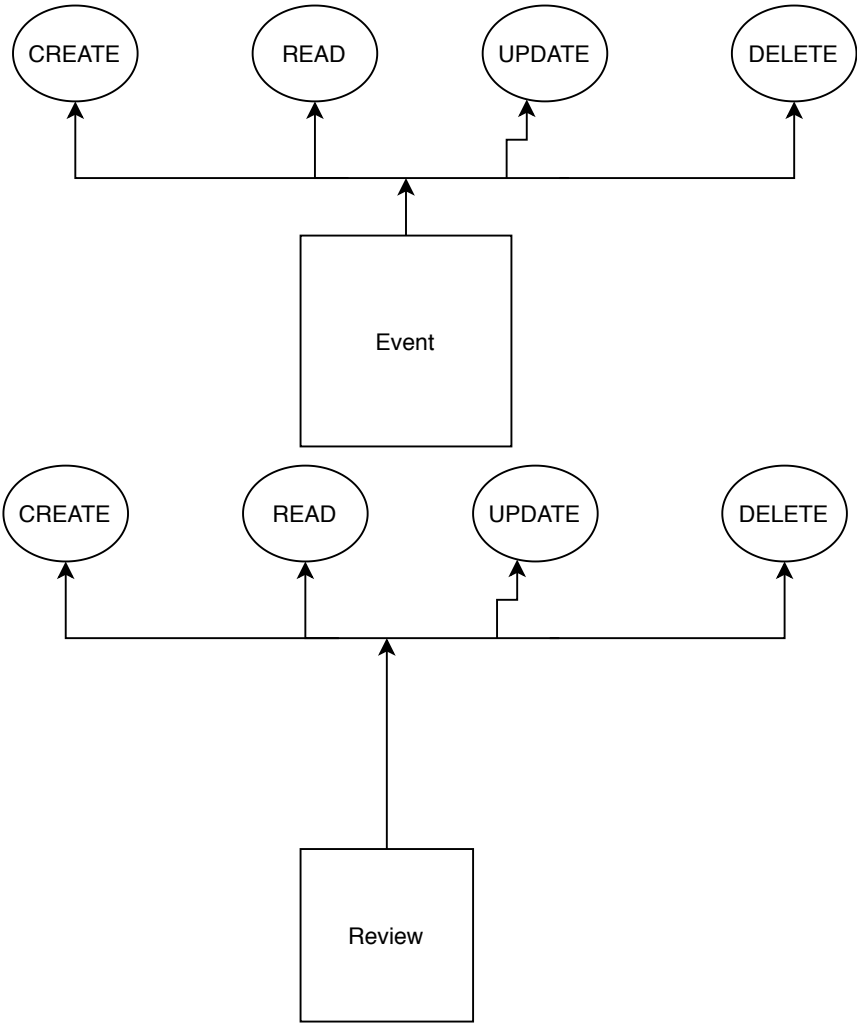 CREATE
READ
UPDATE
DELETE
Event
CREATE
READ
UPDATE
DELETE
Review